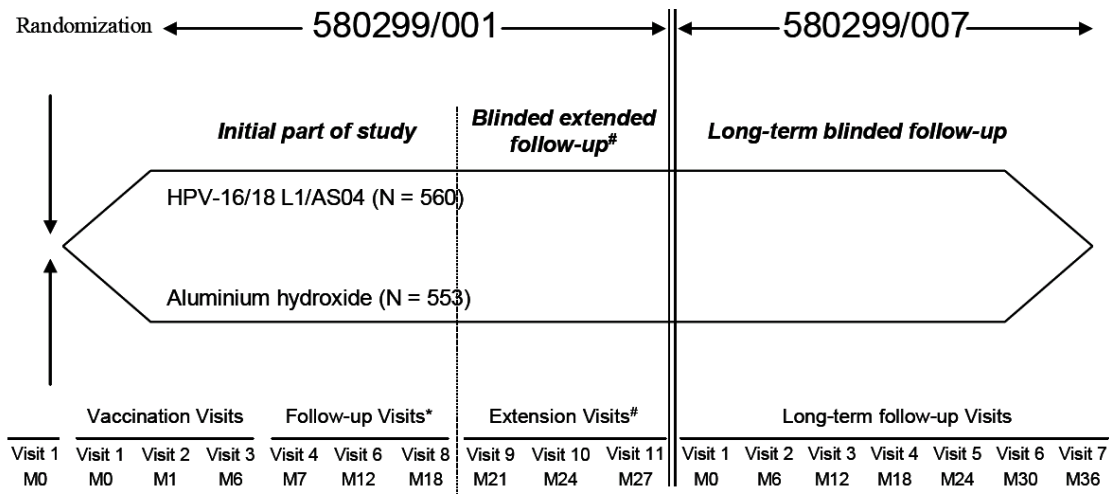 Randomization 580299/001 580299/007
Initial part of study
Blinded extended
follow-up#
Long-term blinded follow-up
HPV-16/18 L1/AS04 (N = 560)
Aluminium hydroxide (N = 553)
Vaccination Visits Follow-up Visits* Extension Visits# Long-term follow-up Visits
Visit 1 Visit 1 Visit 2 Visit 3 Visit 4 Visit 6 Visit 8 Visit 9 Visit 10 Visit 11 Visit 1 Visit 2 Visit 3 Visit 4 Visit 5 Visit 6 Visit 7
M0 M0 M1 M6 M7 M12 M18 M21 M24 M27 M0 M6 M12 M18 M24 M30 M36